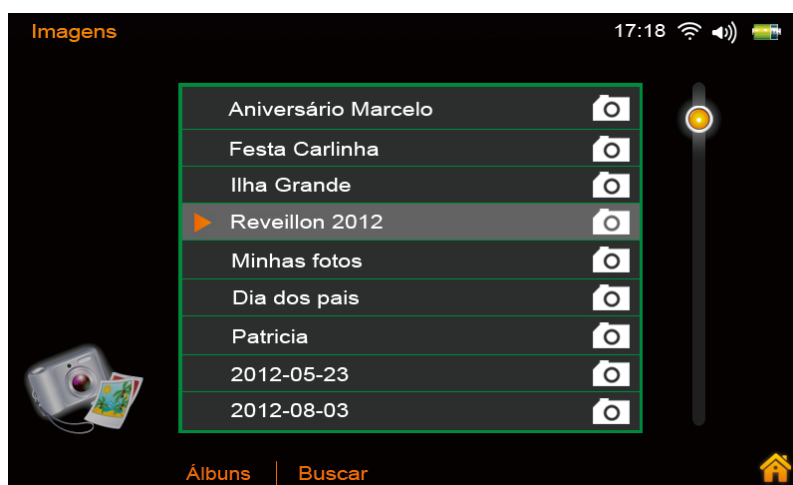 Imagens 17:18
Aniversário Marcelo
Festa Carlinha
Ilha Grande
Reveillon 2012
Minhas fotos
Dia dos pais
Patricia
2012-05-23
2012-08-03
Álbuns | Buscar